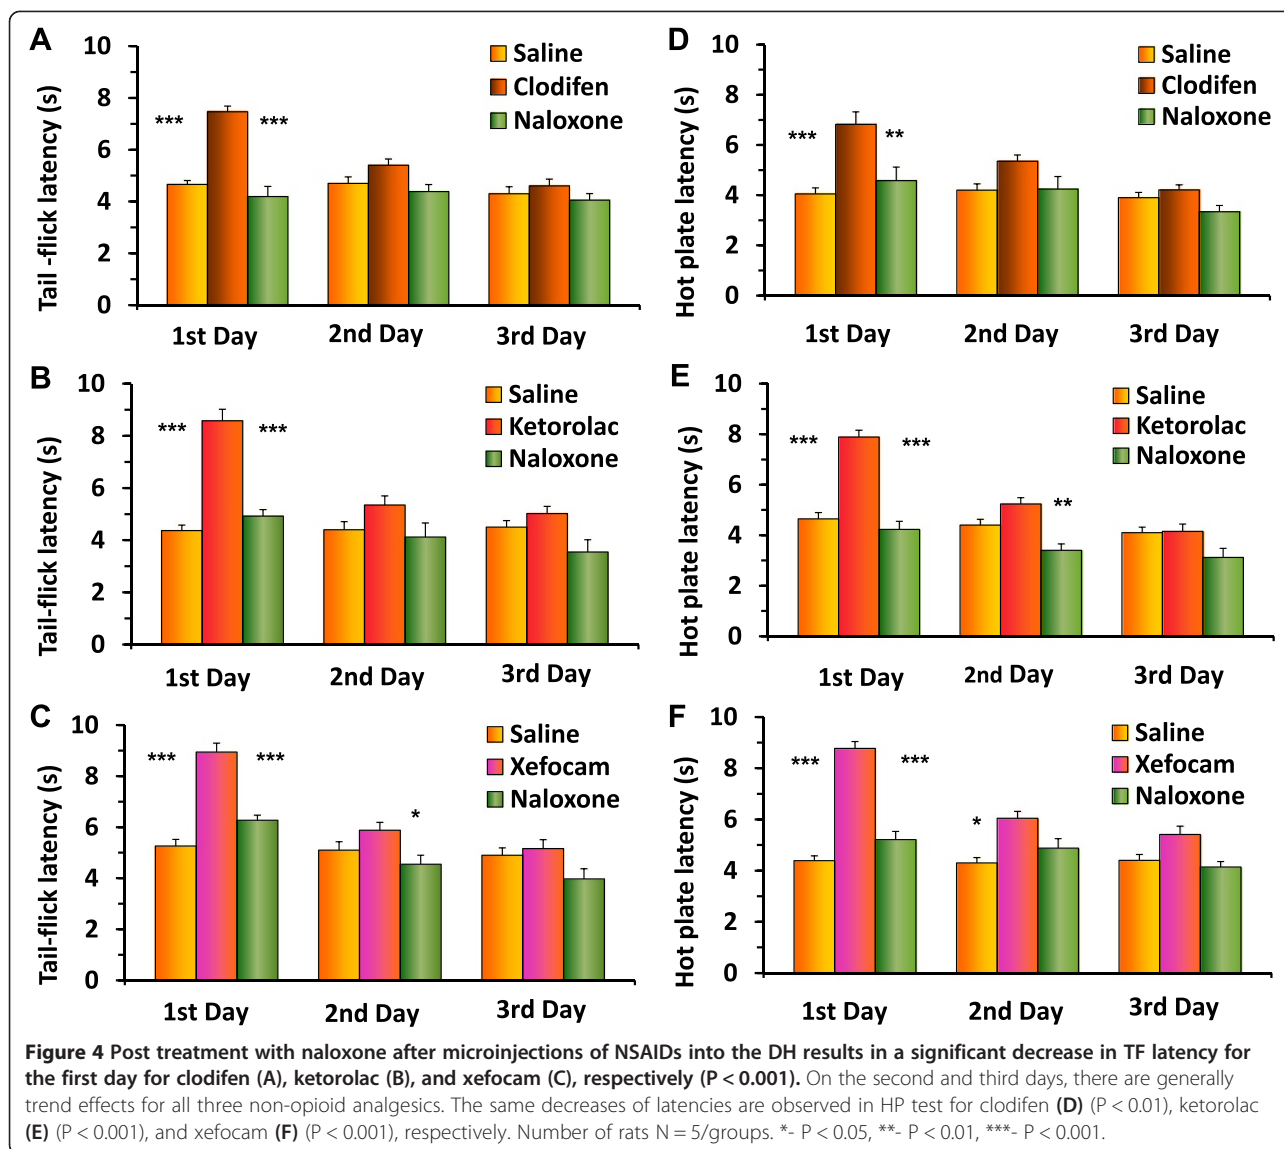 A
10
8
6
4
2
0
Tail -flick latency (s)
Saline
Clodifen
Naloxone
***
***
1st Day
2nd Day
3rd Day
D
10
8
6
4
2
0
Hot plate latency (s)
Saline
Clodifen
Naloxone
***
**
1st Day
2nd Day
3rd Day
B
10
8
6
4
2
0
Tail-flick latency (s)
Saline
Ketorolac
Naloxone
***
***
1st Day
2nd Day
3rd Day
E
10
8
6
4
2
0
Hot plate latency (s)
Saline
Ketorolac
Naloxone
***
***
**
1st Day
2nd Day
3rd Day
C
10
8
6
4
2
0
Tail-flick latency (s)
Saline
Xefocam
Naloxone
***
***
*
1st Day
2nd Day
3rd Day
F
10
8
6
4
2
0
Hot plate latency (s)
Saline
Xefocam
Naloxone
***
***
*
1st Day
2nd Day
3rd Day
Figure 4 Post treatment with naloxone after microinjections of NSAIDs into the DH results in a significant decrease in TF latency for
the first day for clodifen (A), ketorolac (B), and xefocam (C), respectively (P < 0.001). On the second and third days, there are generally
trend effects for all three non-opioid analgesics. The same decreases of latencies are observed in HP test for clodifen (D) (P < 0.01), ketorolac
(E) (P < 0.001), and xefocam (F) (P < 0.001), respectively. Number of rats N = 5/groups. *- P < 0.05, **- P < 0.01, ***- P < 0.001.